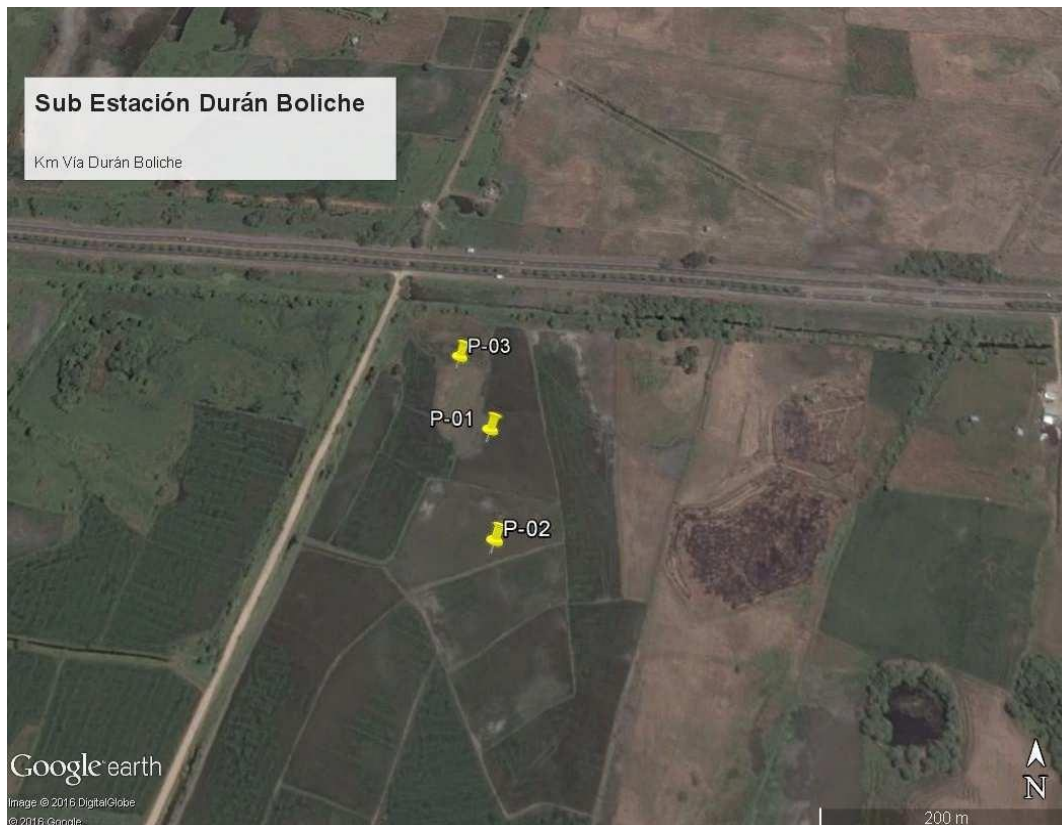 Sub Estación Durán Boliche
Km Vía Durán Boliche
P-03
P-01
P-02
Google earth
Image © 2016 DigitalGlobe
© 2016 Google
N
200 m